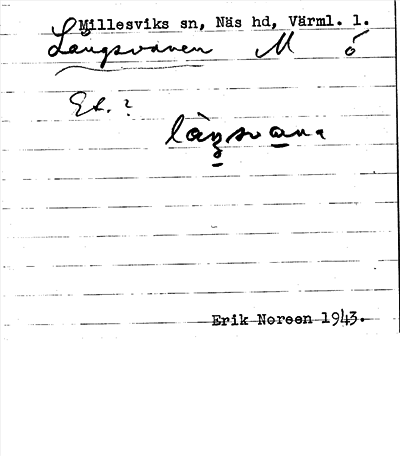 Millesviks sn, Näs hd, Värml. l.
Långsvanen M ó
Et. ?
Erik Noreen 1943.